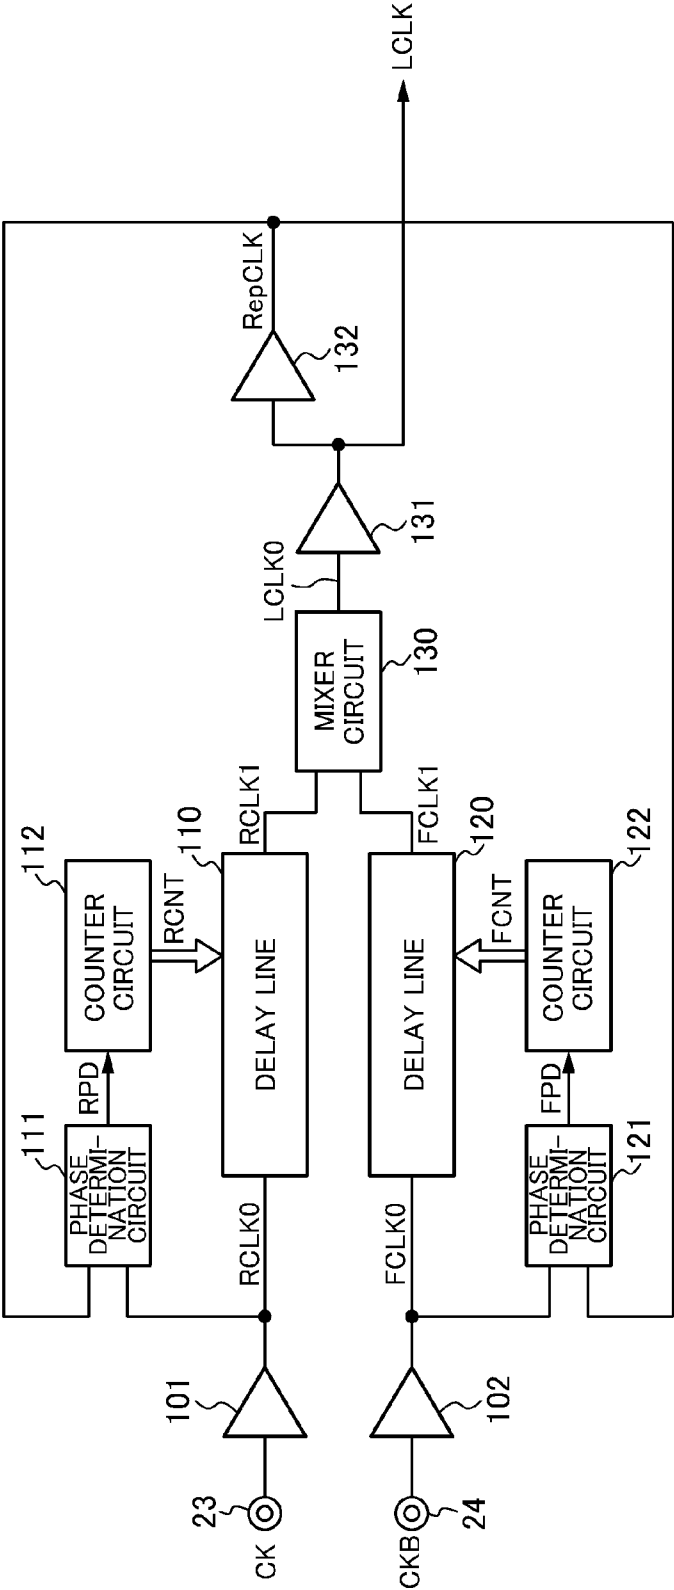 CK
23
101
RCLK0
111
PHASE
DETERMI-
NATION
CIRCUIT
RPD
112
COUNTER
CIRCUIT
RCNT
110
DELAY LINE
RCLK1
CKB
24
102
FCLK0
121
PHASE
DETERMI-
NATION
CIRCUIT
FPD
122
COUNTER
CIRCUIT
FCNT
120
DELAY LINE
FCLK1
MIXER
CIRCUIT
130
LCLK0
131
132
RepCLK
LCLK